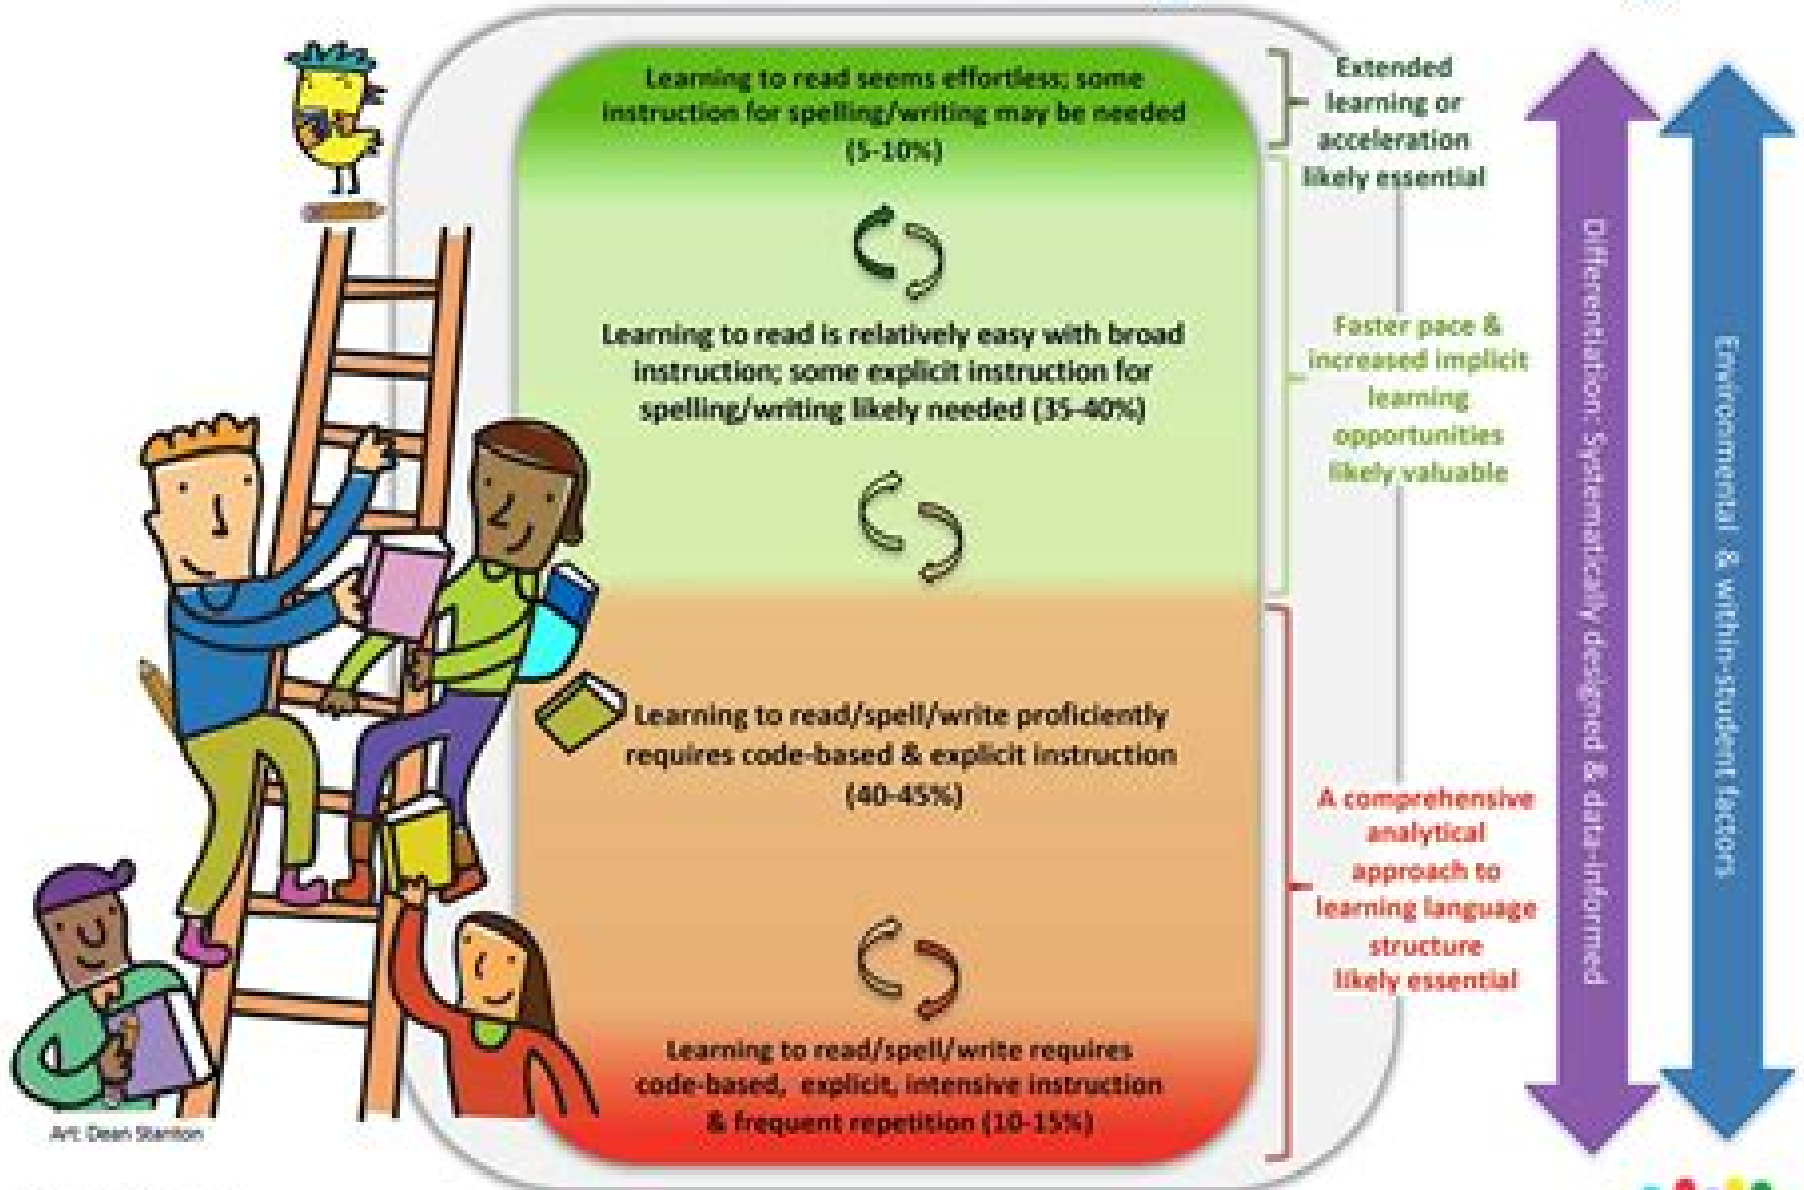 Learning to read seems effortless; some
instruction for spelling/writing may be needed
(5-10%)
Learning to read is relatively easy with broad
instruction; some explicit instruction for
spelling/writing likely needed (35-40%)
Learning to read/spell/write proficiently
requires code-based & explicit instruction
(40-45%)
Learning to read/spell/write requires
code-based, explicit, intensive instruction
& frequent repetition (10-15%)
Extended
learning or
acceleration
likely essential
Faster pace &
increased implicit
learning
opportunities
likely valuable
A comprehensive
analytical
approach to
learning language
structure
likely essential
Differentiation: Systematically designed & data-informed
Environmental & within-student factors
Art: Dean Stanton